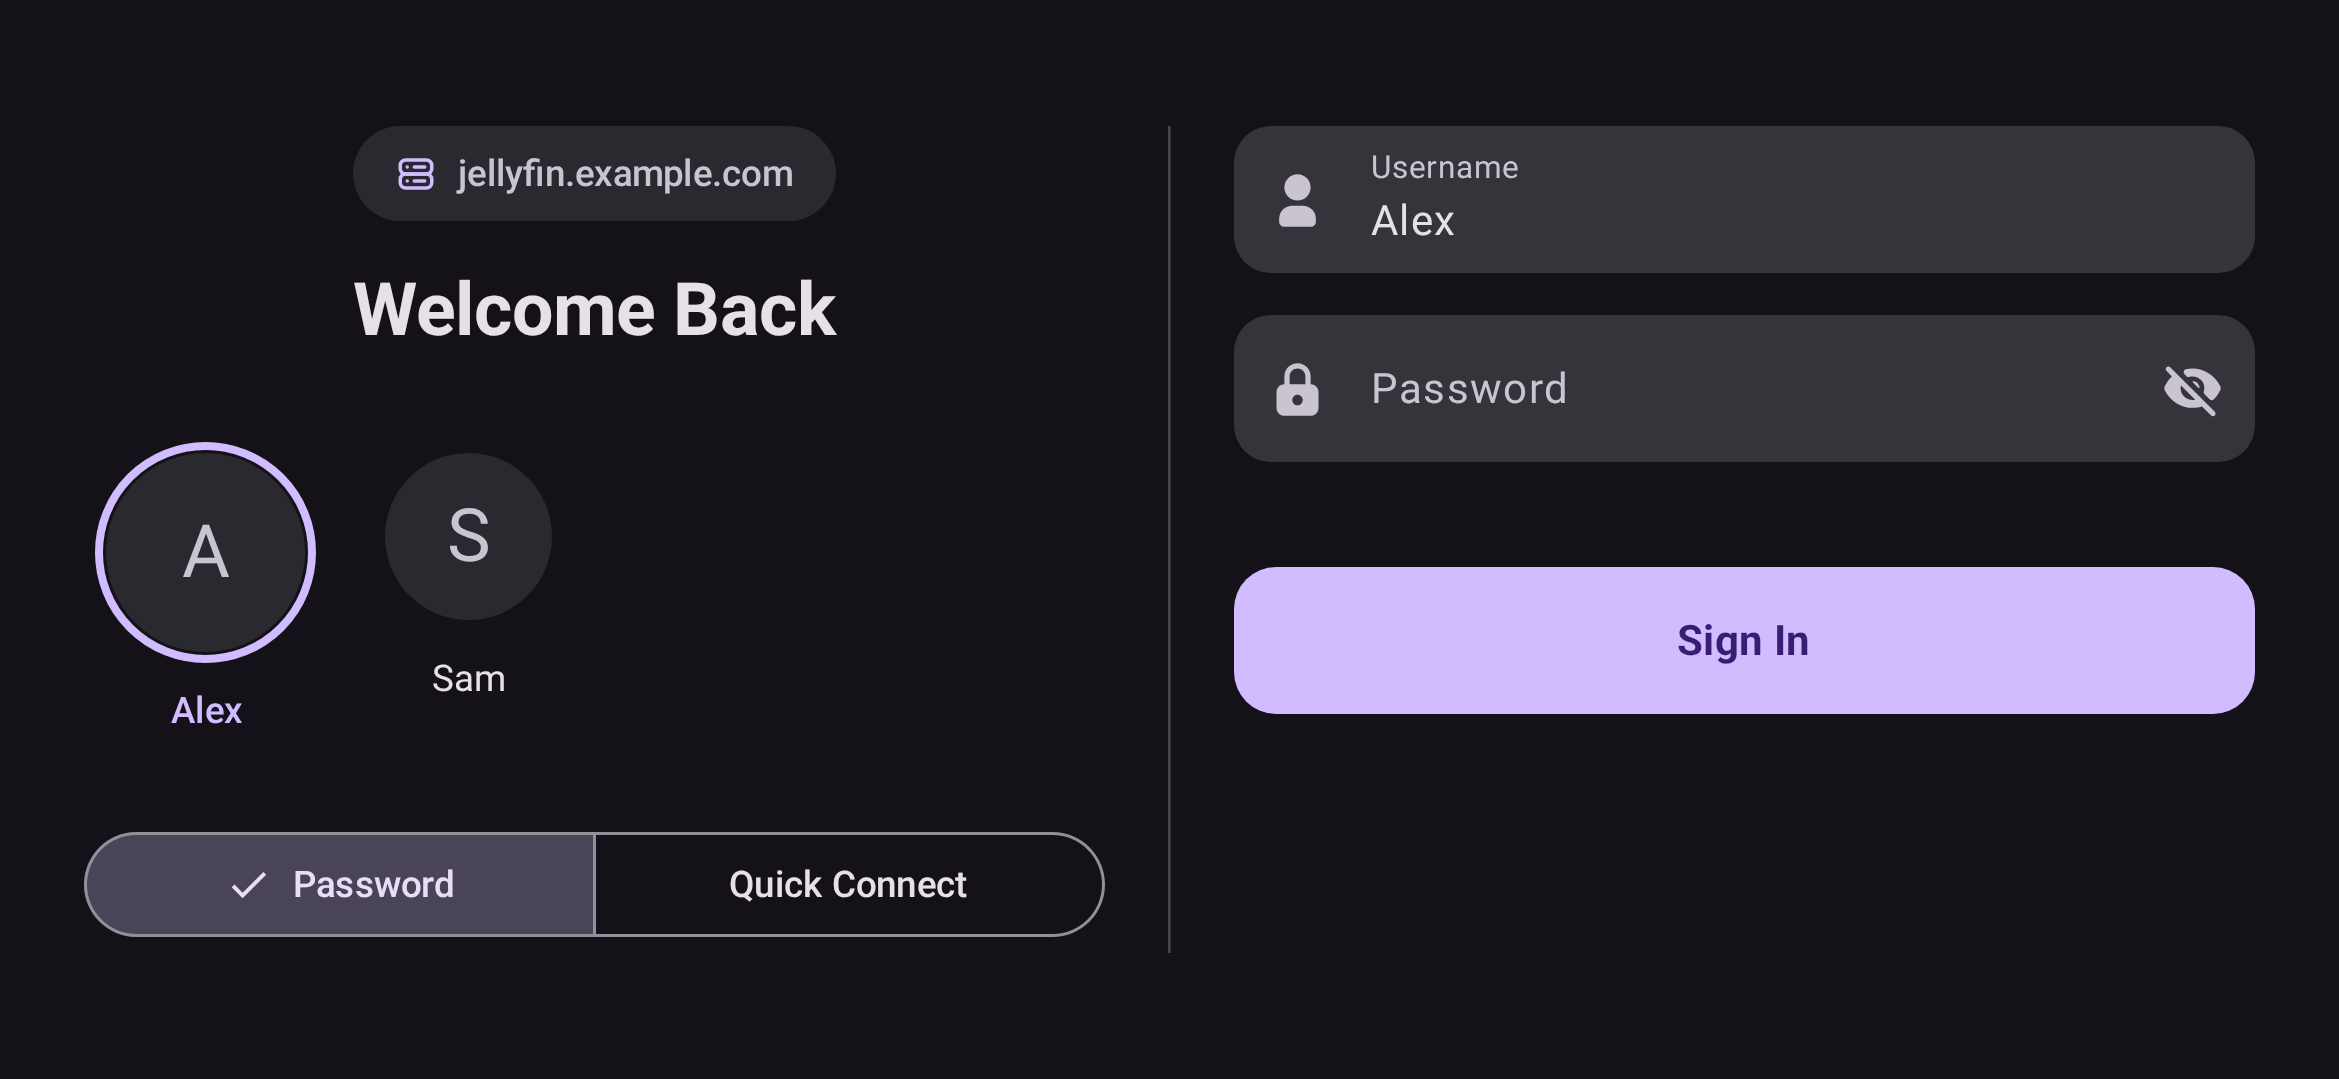 jellyfin.example.com
Welcome Back
A
S
Alex
Sam
Password
Quick Connect
Username
Alex
Password
Sign In